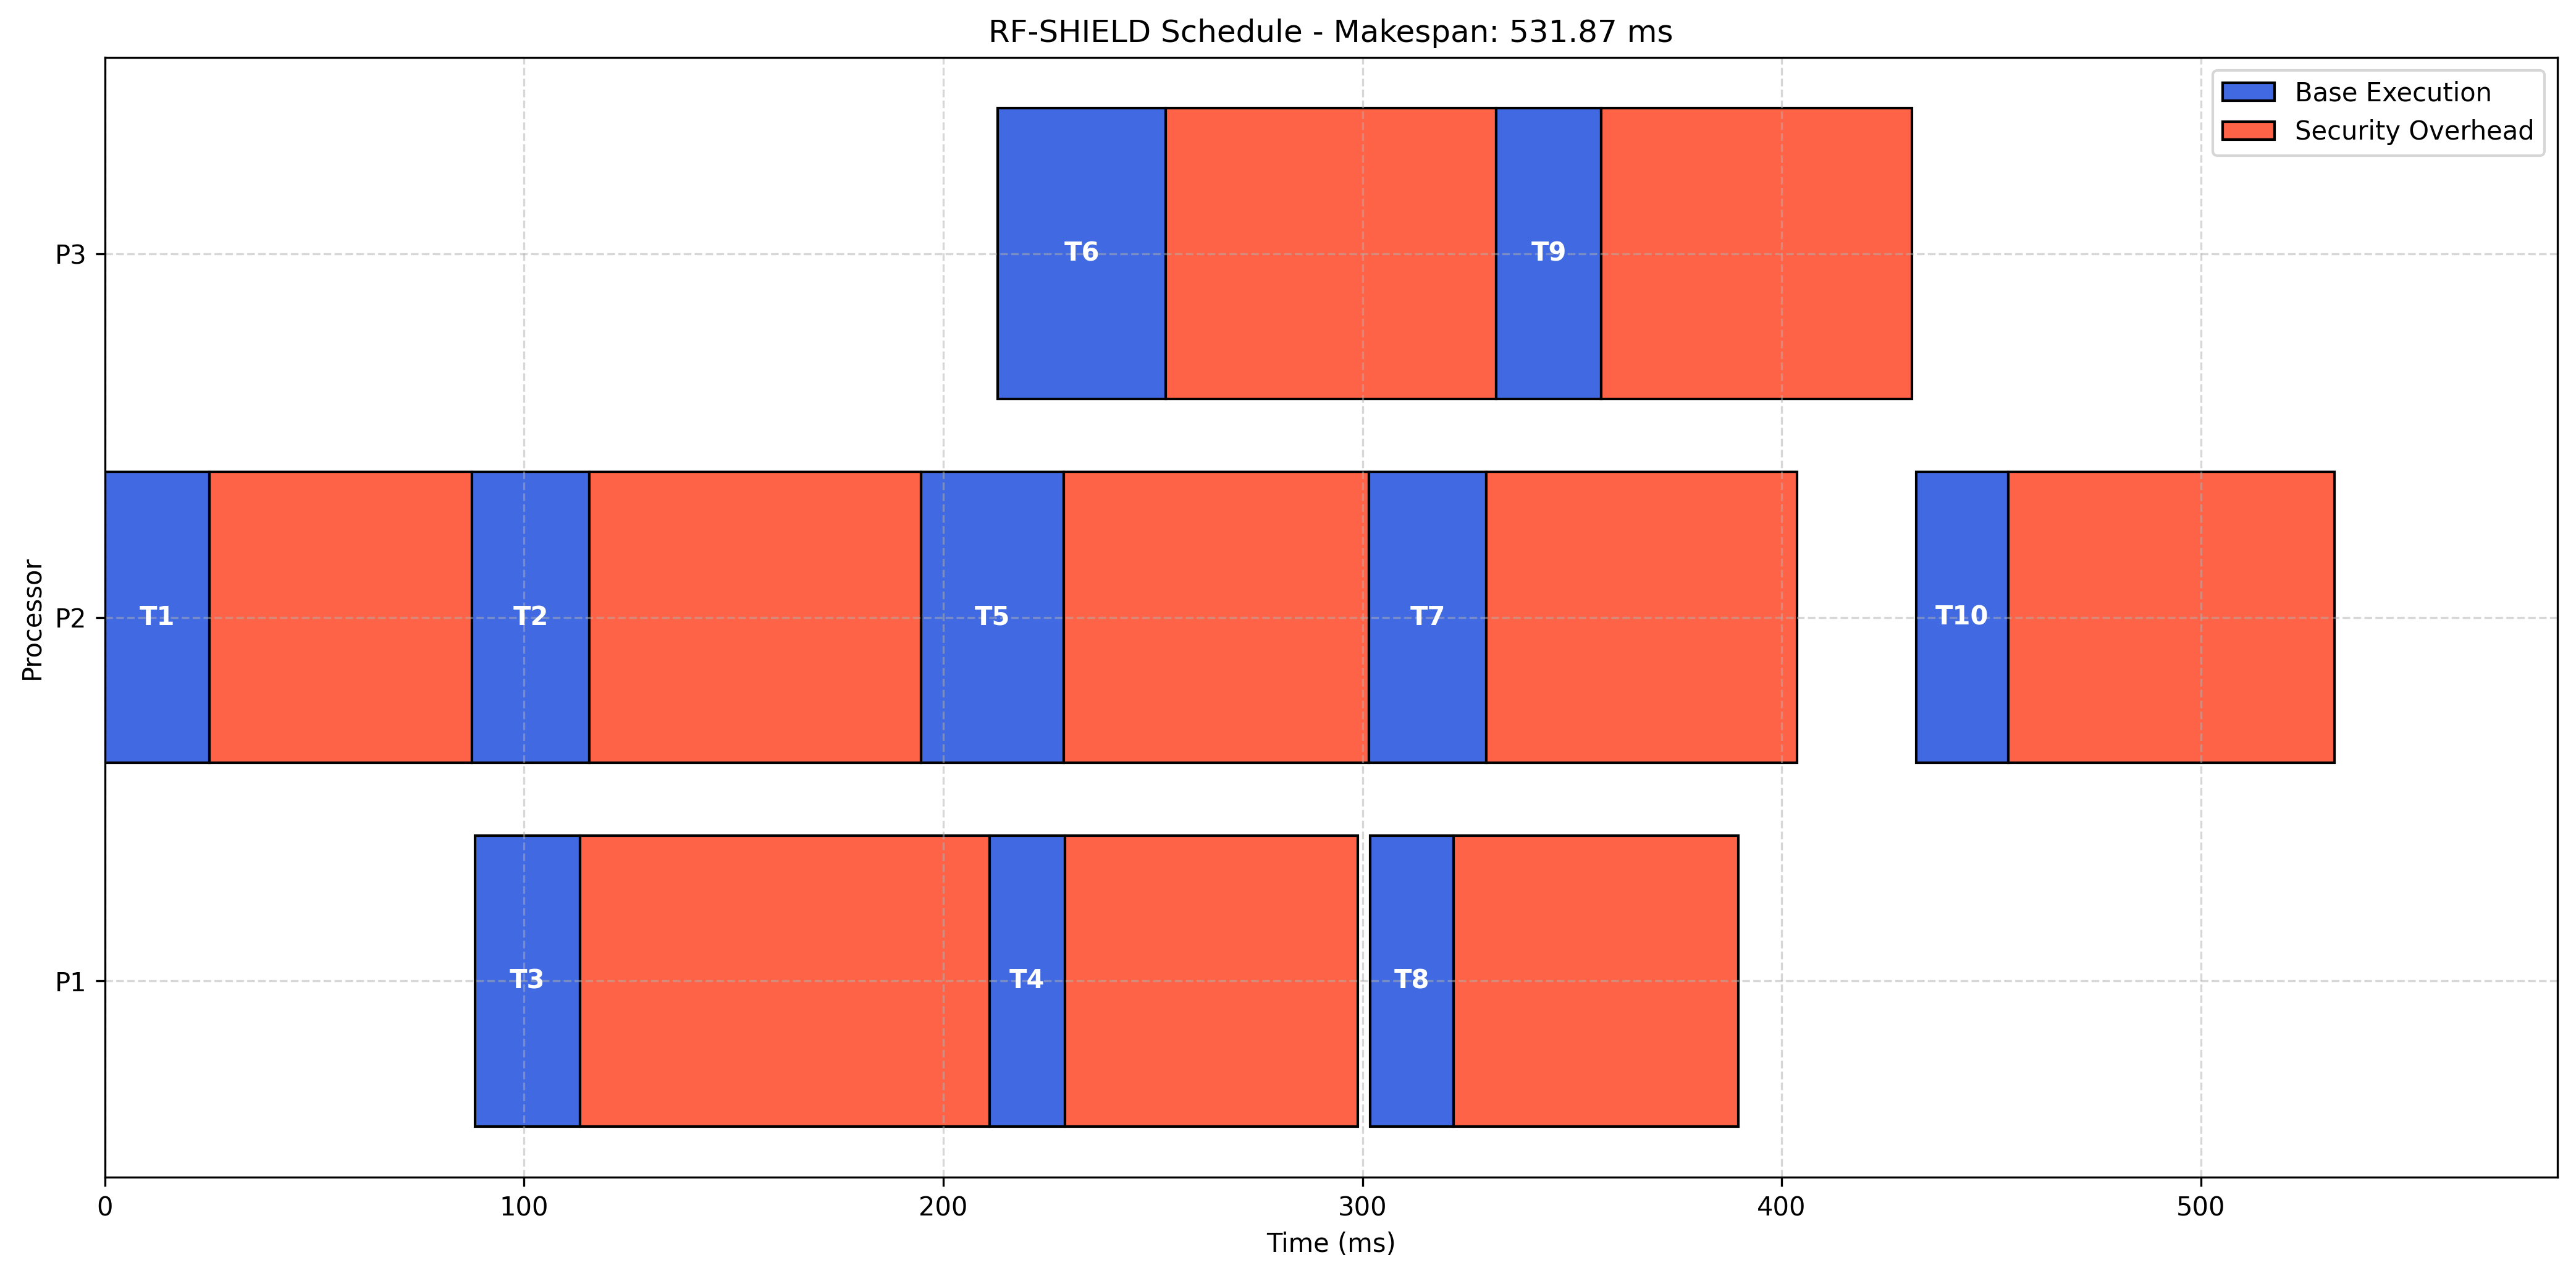 RF-SHIELD Schedule - Makespan: 531.87 ms
Base Execution
Security Overhead
Processor
P3
T6
T9
P2
T1
T2
T5
T7
T10
P1
T3
T4
T8
0 100 200 300 400 500
Time (ms)